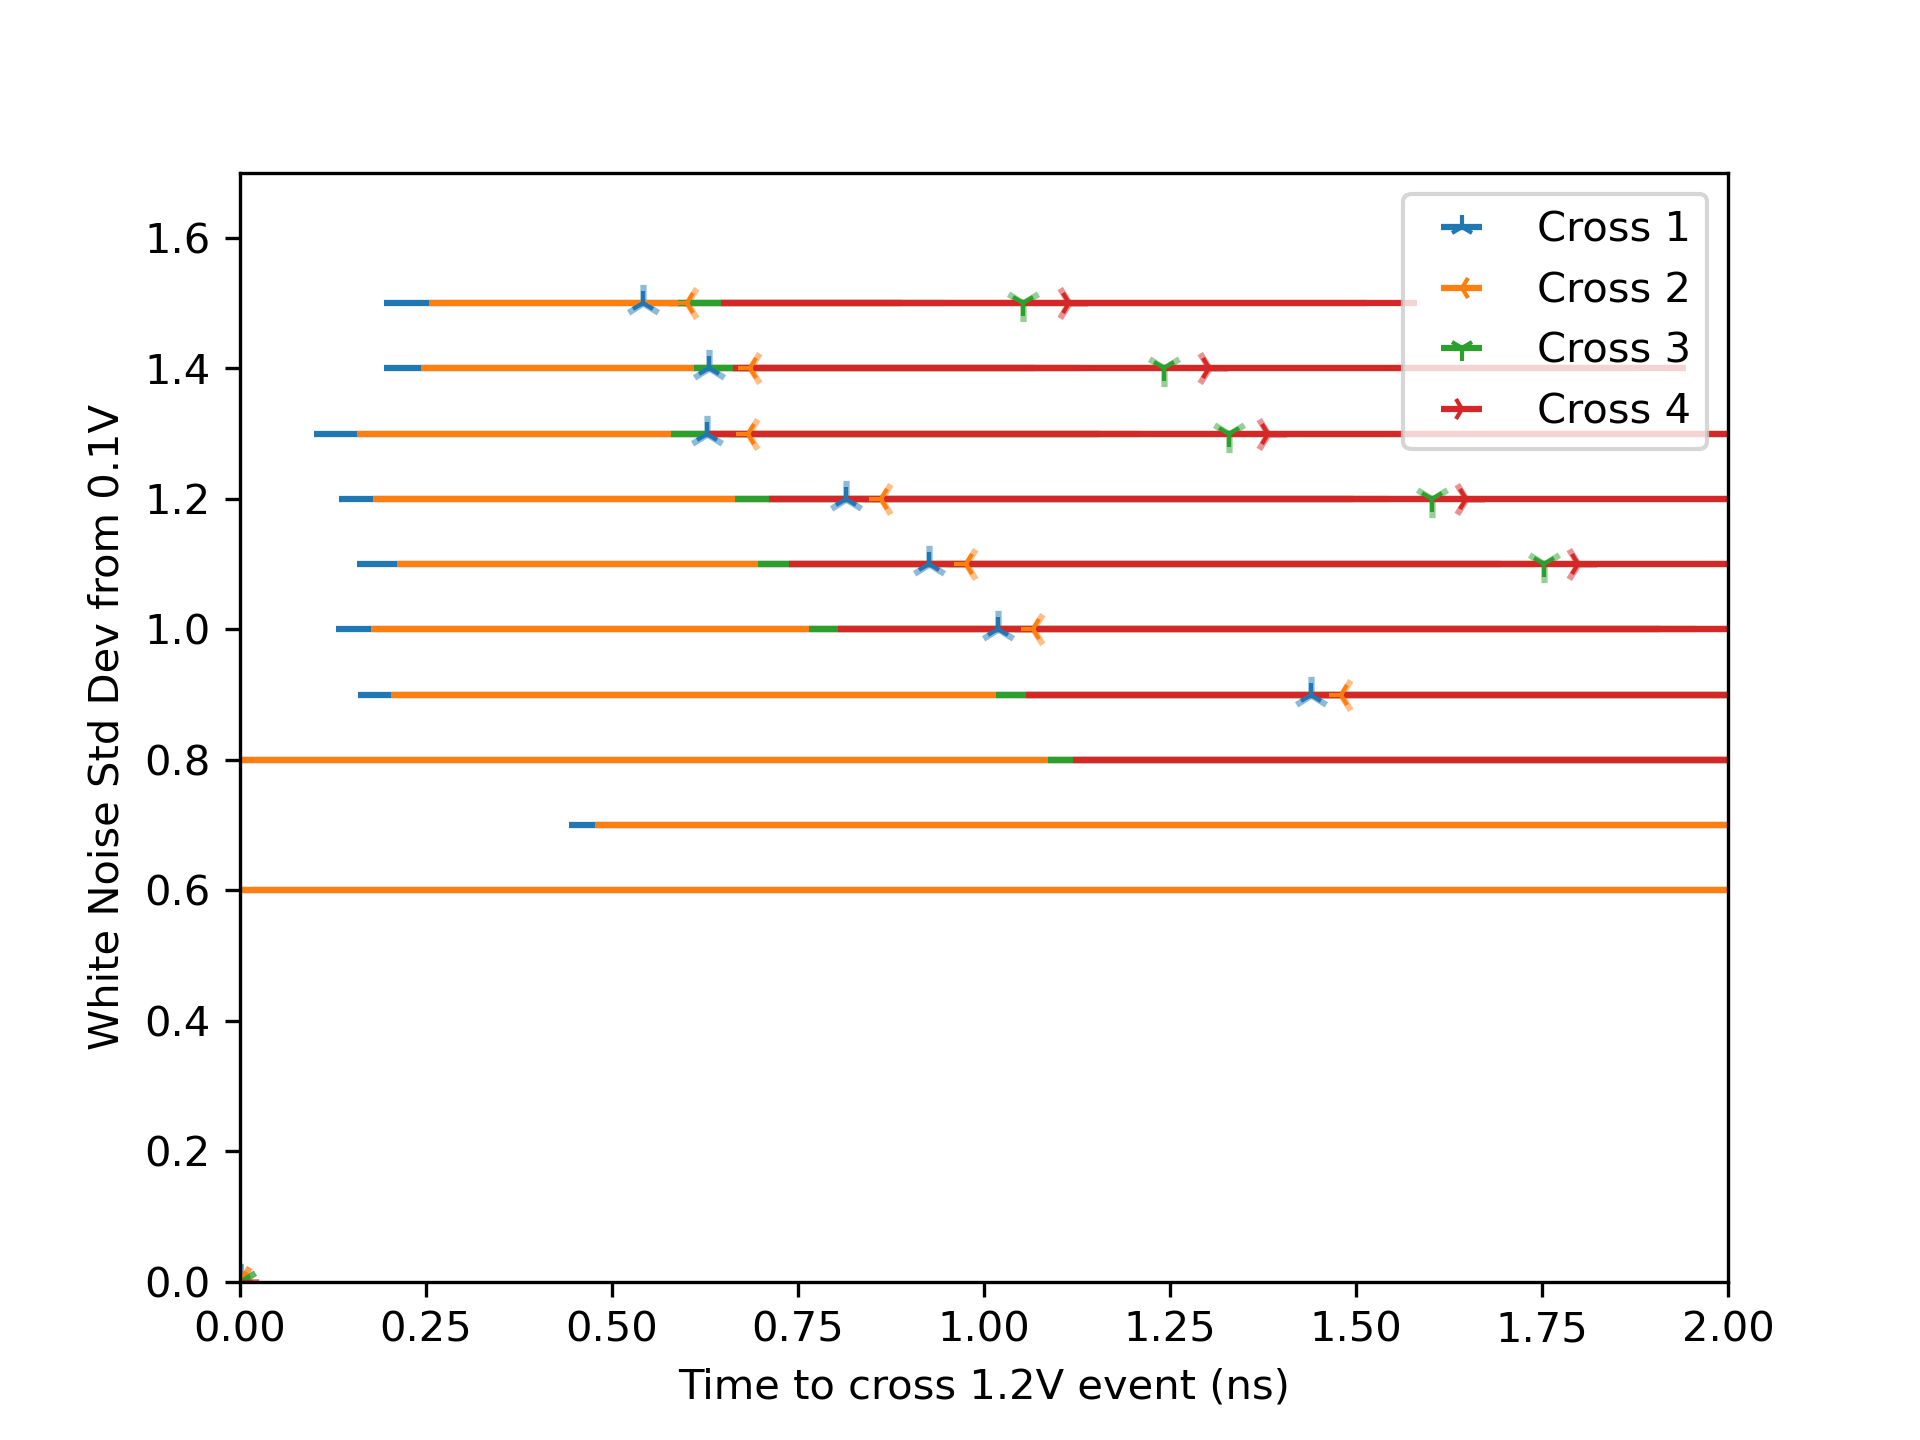 Cross 1
Cross 2
Cross 3
Cross 4
1.6
1.4
1.2
1.0
0.8
0.6
0.4
0.2
0.0
White Noise Std Dev from 0.1V
0.00 0.25 0.50 0.75 1.00 1.25 1.50 1.75 2.00
Time to cross 1.2V event (ns)